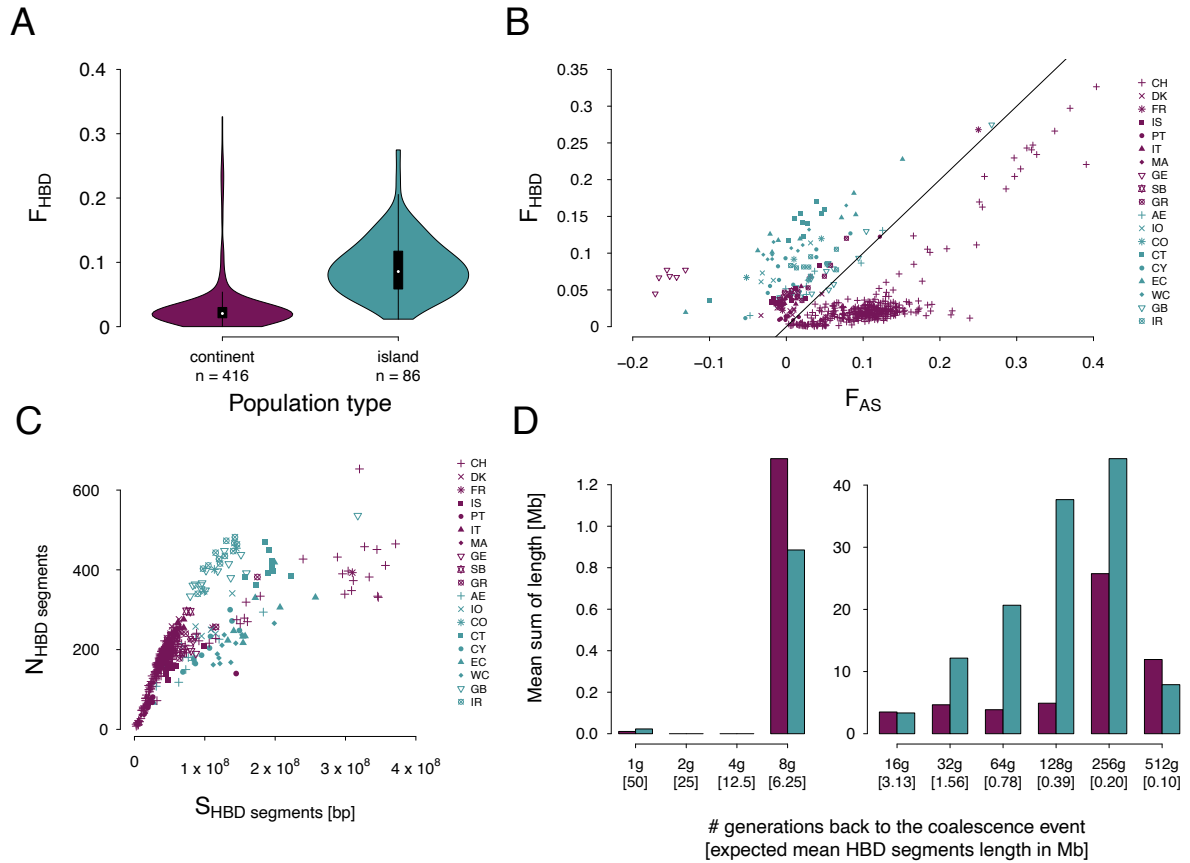 A
0.4
0.3
0.2
0.1
0
F_HBD
continent
n = 416
island
n = 86
Population type
B
0.35
0.3
0.25
0.2
0.15
0.1
0.05
0
F_HBD
−0.2
−0.1
0
0.1
0.2
0.3
0.4
F_AS
CH
DK
FR
IS
PT
IT
MA
GE
SB
GR
AE
IO
CO
CT
CY
EC
WC
GB
IR
C
600
400
200
0
N_HBD segments
0
1 x 10^8
2 x 10^8
3 x 10^8
4 x 10^8
S_HBD segments [bp]
CH
DK
FR
IS
PT
IT
MA
GE
SB
GR
AE
IO
CO
CT
CY
EC
WC
GB
IR
D
1.2
1.0
0.8
0.6
0.4
0.2
0.0
Mean sum of length [Mb]
40
30
20
10
0
1g
[50]
2g
[25]
4g
[12.5]
8g
[6.25]
16g
[3.13]
32g
[1.56]
64g
[0.78]
128g
[0.39]
256g
[0.20]
512g
[0.10]
# generations back to the coalescence event
[expected mean HBD segments length in Mb]